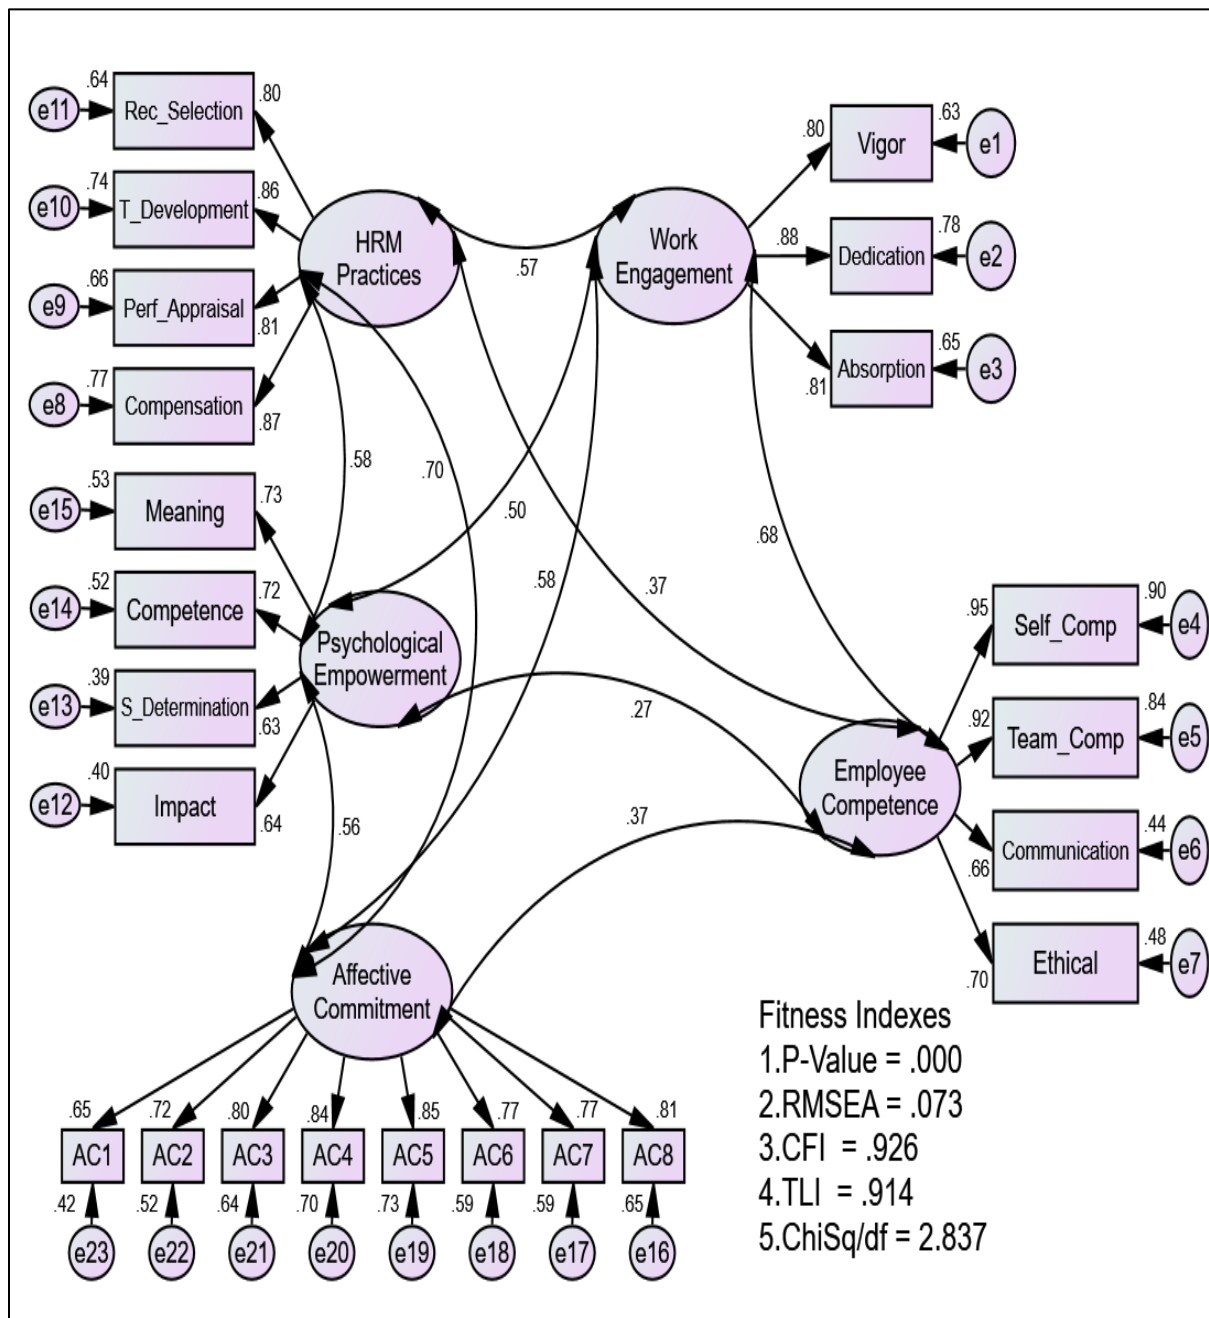 .64
.80
e11
Rec_Selection
.74
.86
e10
T_Development
.66
e9
Perf_Appraisal
.81
.77
e8
Compensation
.87
HRM
Practices
.57
Work
Engagement
.80
Vigor
.63
e1
.88
Dedication
.78
e2
.81
Absorption
.65
e3
.53
.73
e15
Meaning
.52
.72
e14
Competence
.39
e13
S_Determination
.63
.40
e12
Impact
.64
.58
.70
.50
.58
.37
.68
Psychological
Empowerment
.27
.56
.37
Employee
Competence
.95
Self_Comp
.90
e4
.92
Team_Comp
.84
e5
.66
Communication
.44
e6
.70
Ethical
.48
e7
Affective
Commitment
.65 .72 .80 .84 .85 .77 .77 .81
AC1 AC2 AC3 AC4 AC5 AC6 AC7 AC8
.42 .52 .64 .70 .73 .59 .59 .65
e23 e22 e21 e20 e19 e18 e17 e16
Fitness Indexes
1.P-Value = .000
2.RMSEA = .073
3.CFI = .926
4.TLI = .914
5.ChiSq/df = 2.837